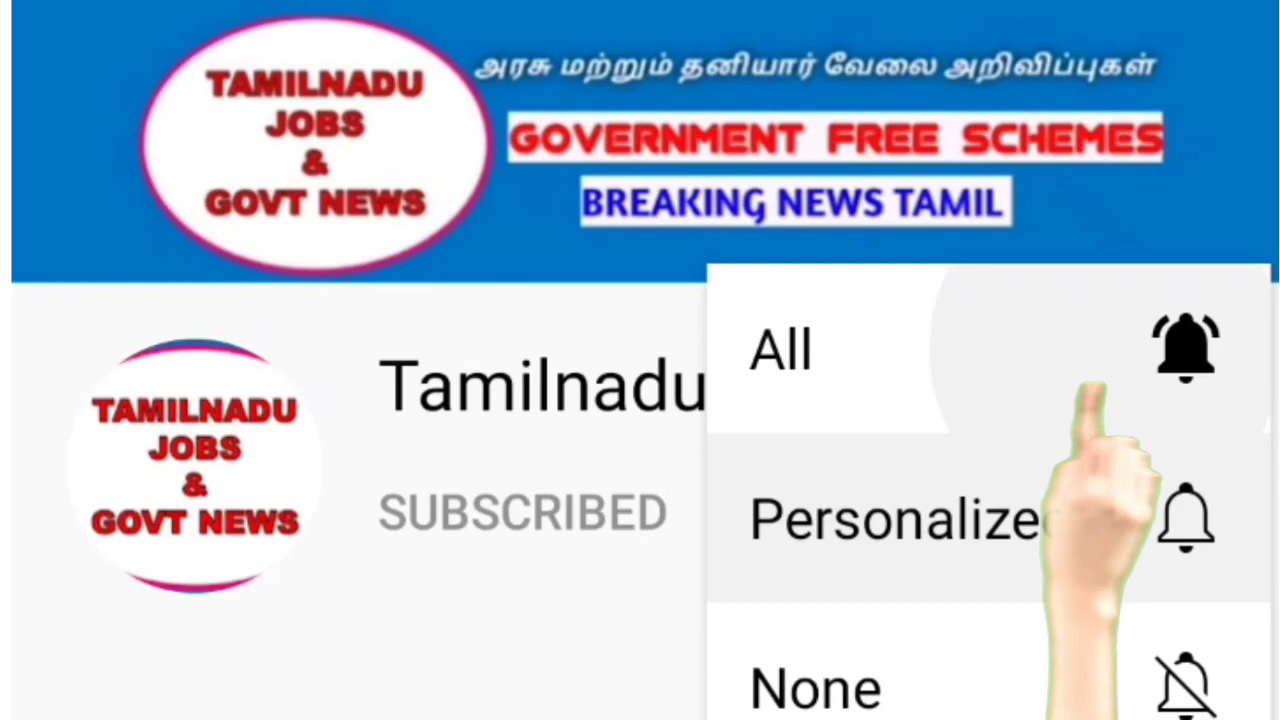 TAMILNADU
JOBS
&
GOVT NEWS
அரசு மற்றும் தனியார் வேலை அறிவிப்புகள்
GOVERNMENT FREE SCHEMES
BREAKING NEWS TAMIL
TAMILNADU
JOBS
&
GOVT NEWS
Tamilnadu
SUBSCRIBED
All
Personalize
None